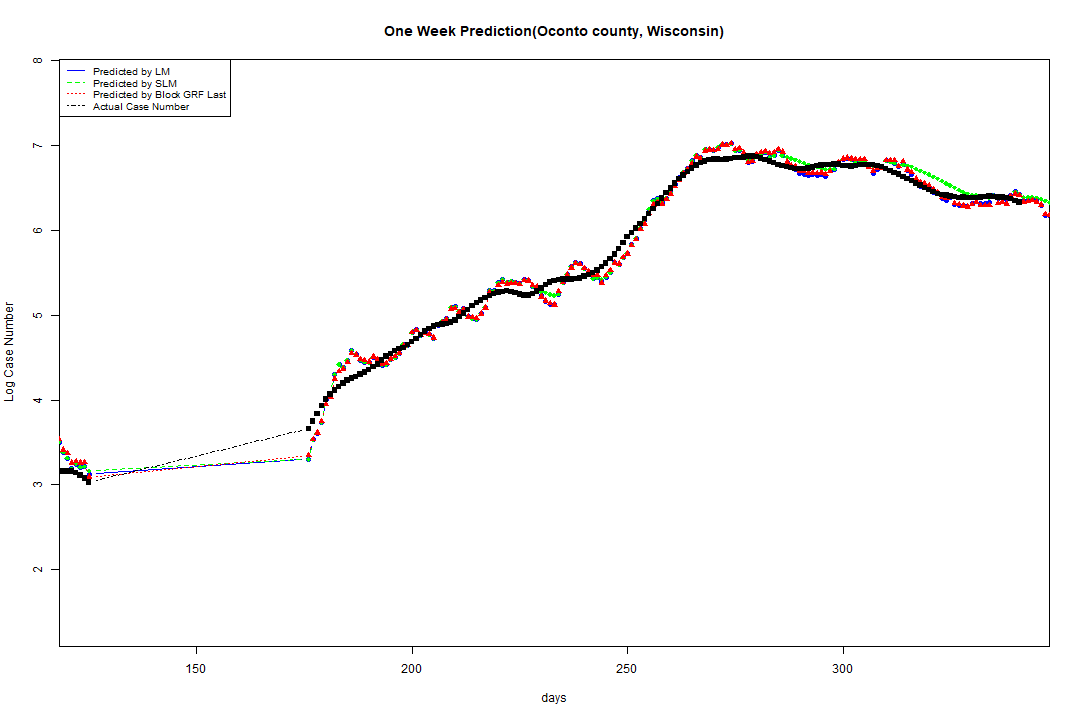 One Week Prediction(Oconto county, Wisconsin)
Predicted by LM
Predicted by SLM
Predicted by Block GRF Last
Actual Case Number
Log Case Number
8
7
6
5
4
3
2
150 200 250 300
days